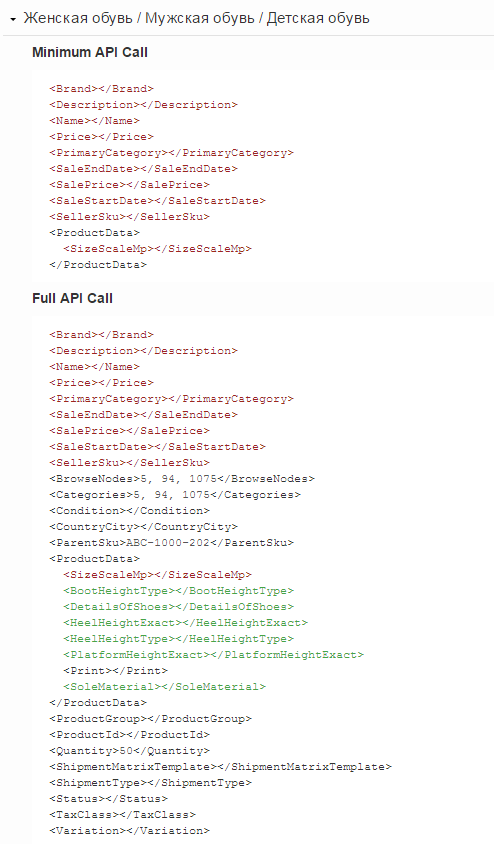 Женская обувь / Мужская обувь / Детская обувь
Minimum API Call
<Brand></Brand>
<Description></Description>
<Name></Name>
<Price></Price>
<PrimaryCategory></PrimaryCategory>
<SaleEndDate></SaleEndDate>
<SalePrice></SalePrice>
<SaleStartDate></SaleStartDate>
<SellerSku></SellerSku>
<ProductData>
<SizeScaleMp></SizeScaleMp>
</ProductData>
Full API Call
<Brand></Brand>
<Description></Description>
<Name></Name>
<Price></Price>
<PrimaryCategory></PrimaryCategory>
<SaleEndDate></SaleEndDate>
<SalePrice></SalePrice>
<SaleStartDate></SaleStartDate>
<SellerSku></SellerSku>
<BrowseNodes>5, 94, 1075</BrowseNodes>
<Categories>5, 94, 1075</Categories>
<Condition></Condition>
<CountryCity></CountryCity>
<ParentSku>ABC-1000-202</ParentSku>
<ProductData>
<SizeScaleMp></SizeScaleMp>
<BootHeightType></BootHeightType>
<DetailsOfShoes></DetailsOfShoes>
<HeelHeightExact></HeelHeightExact>
<HeelHeightType></HeelHeightType>
<PlatformHeightExact></PlatformHeightExact>
<Print></Print>
<SoleMaterial></SoleMaterial>
</ProductData>
<ProductGroup></ProductGroup>
<ProductId></ProductId>
<Quantity>50</Quantity>
<ShipmentMatrixTemplate></ShipmentMatrixTemplate>
<ShipmentType></ShipmentType>
<Status></Status>
<TaxClass></TaxClass>
<Variation></Variation>